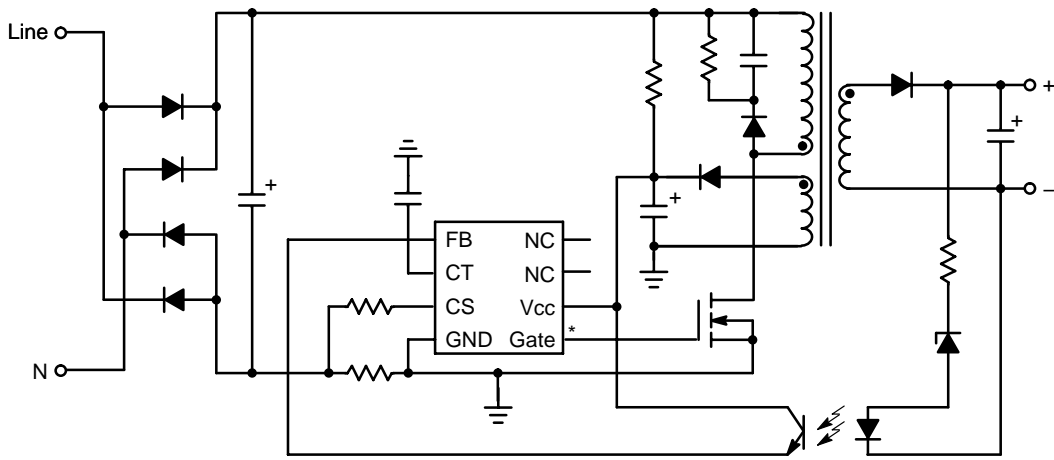 Line
N
FB
CT
CS
GND
NC
NC
Vcc
Gate
*
+
+
+
+
−